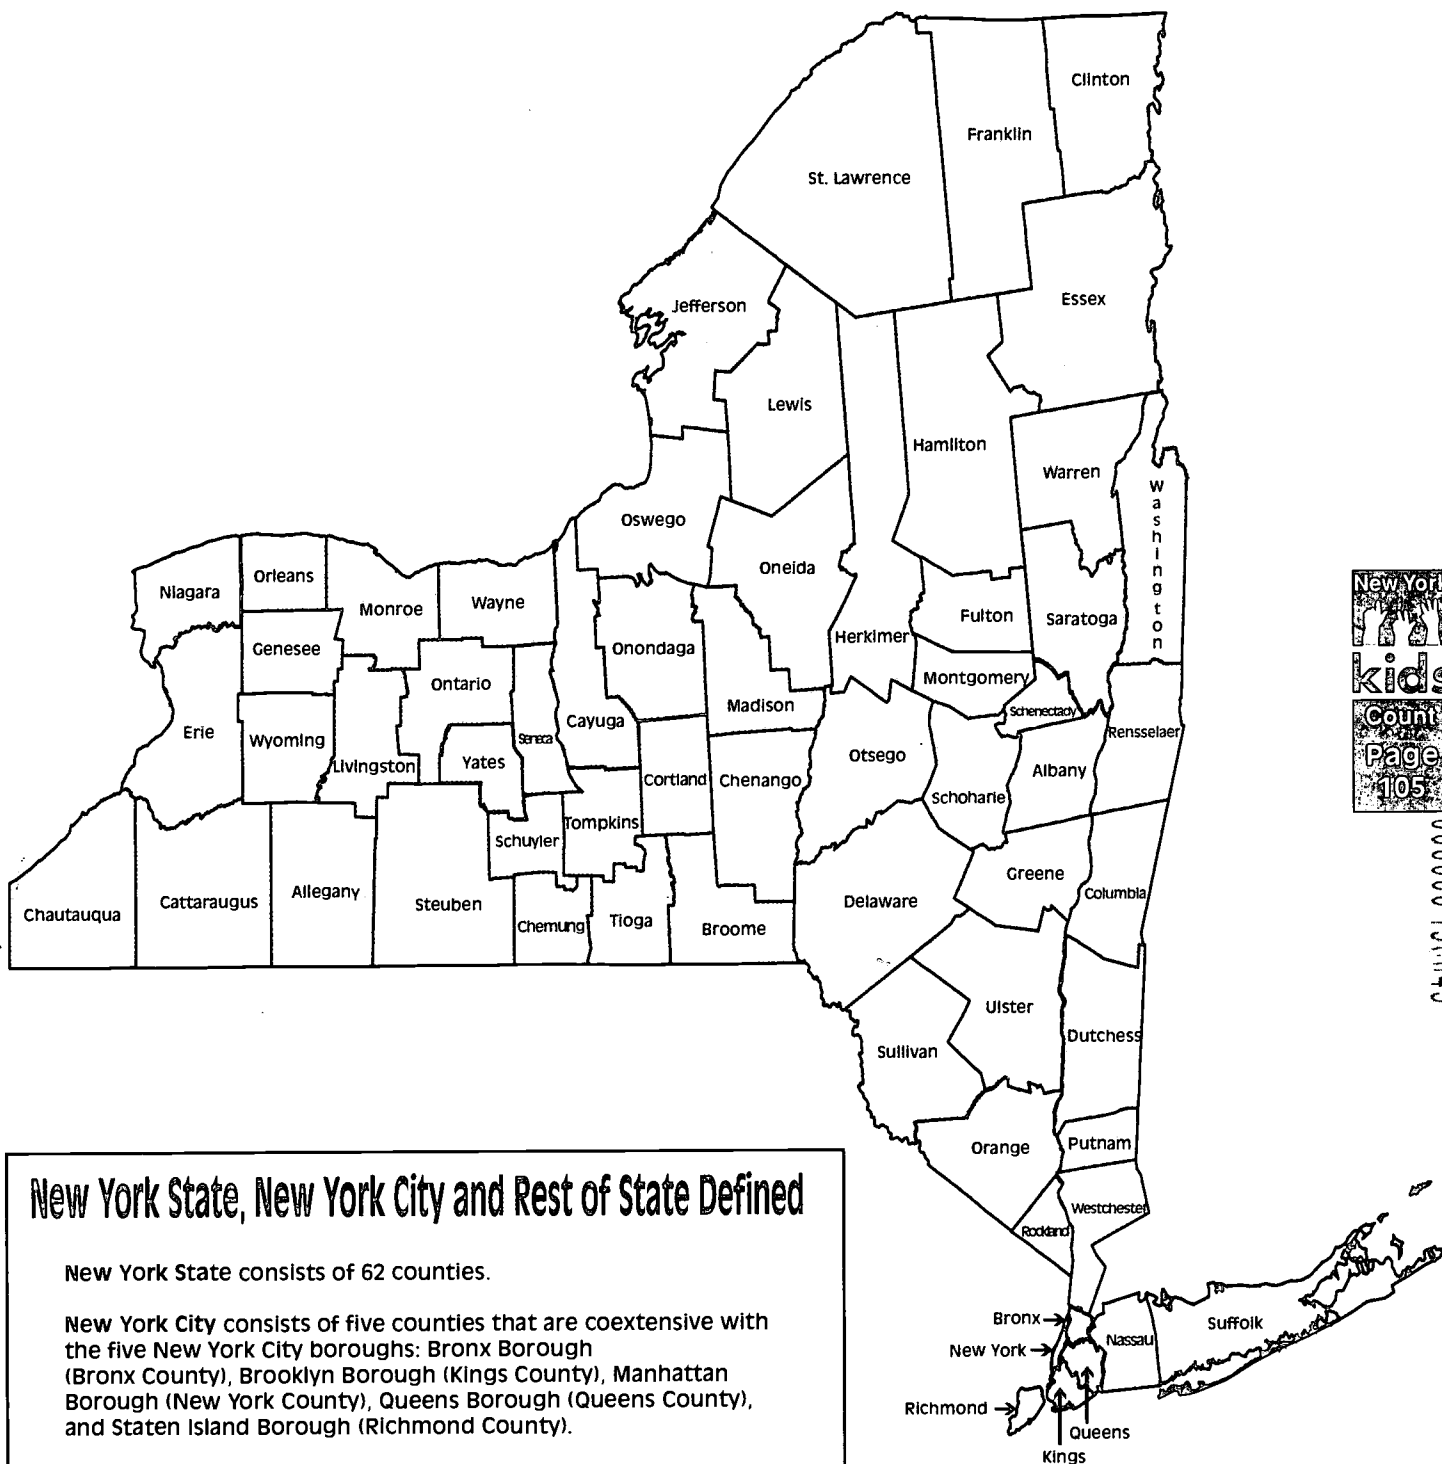 Clinton
Franklin
St. Lawrence
Essex
Jefferson
Lewis
Hamilton
Warren
Washington
Oswego
Oneida
Herkimer
Fulton
Saratoga
Niagara
Orleans
Monroe
Wayne
Genesee
Onondaga
Ontario
Madison
Montgomery
Schenectady
Rensselaer
Erie
Wyoming
Livingston
Yates
Seneca
Cayuga
Cortland
Chenango
Otsego
Schoharie
Albany
Schuyler
Tompkins
Chautauqua
Cattaraugus
Allegany
Steuben
Chemung
Tioga
Broome
Delaware
Greene
Columbia
Ulster
Sullivan
Dutchess
Orange
Putnam
Rockland
Westchester
Bronx
New York
Richmond
Kings
Queens
Nassau
Suffolk
kids
Count
Page
105
New York State, New York City and Rest of State Defined
New York State consists of 62 counties.
New York City consists of five counties that are coextensive with
the five New York City boroughs: Bronx Borough
(Bronx County), Brooklyn Borough (Kings County), Manhattan
Borough (New York County), Queens Borough (Queens County),
and Staten Island Borough (Richmond County).